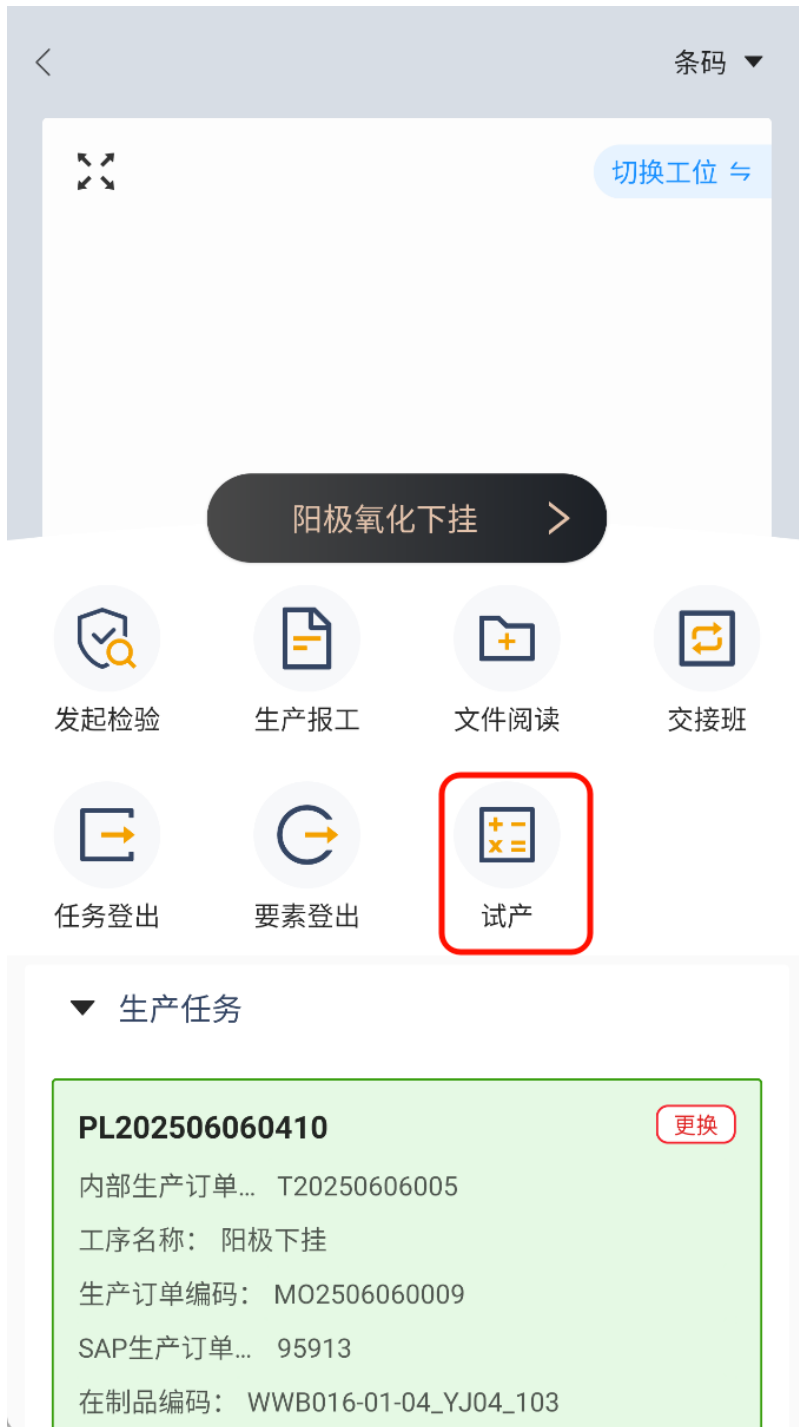 条码
切换工位
阳极氧化下挂
发起检验 生产报工 文件阅读 交接班
任务登出 要素登出 试产
生产任务
PL202506060410 更换
内部生产订单... T20250606005
工序名称： 阳极下挂
生产订单编码： MO2506060009
SAP生产订单... 95913
在制品编码： WWB016-01-04_YJ04_103